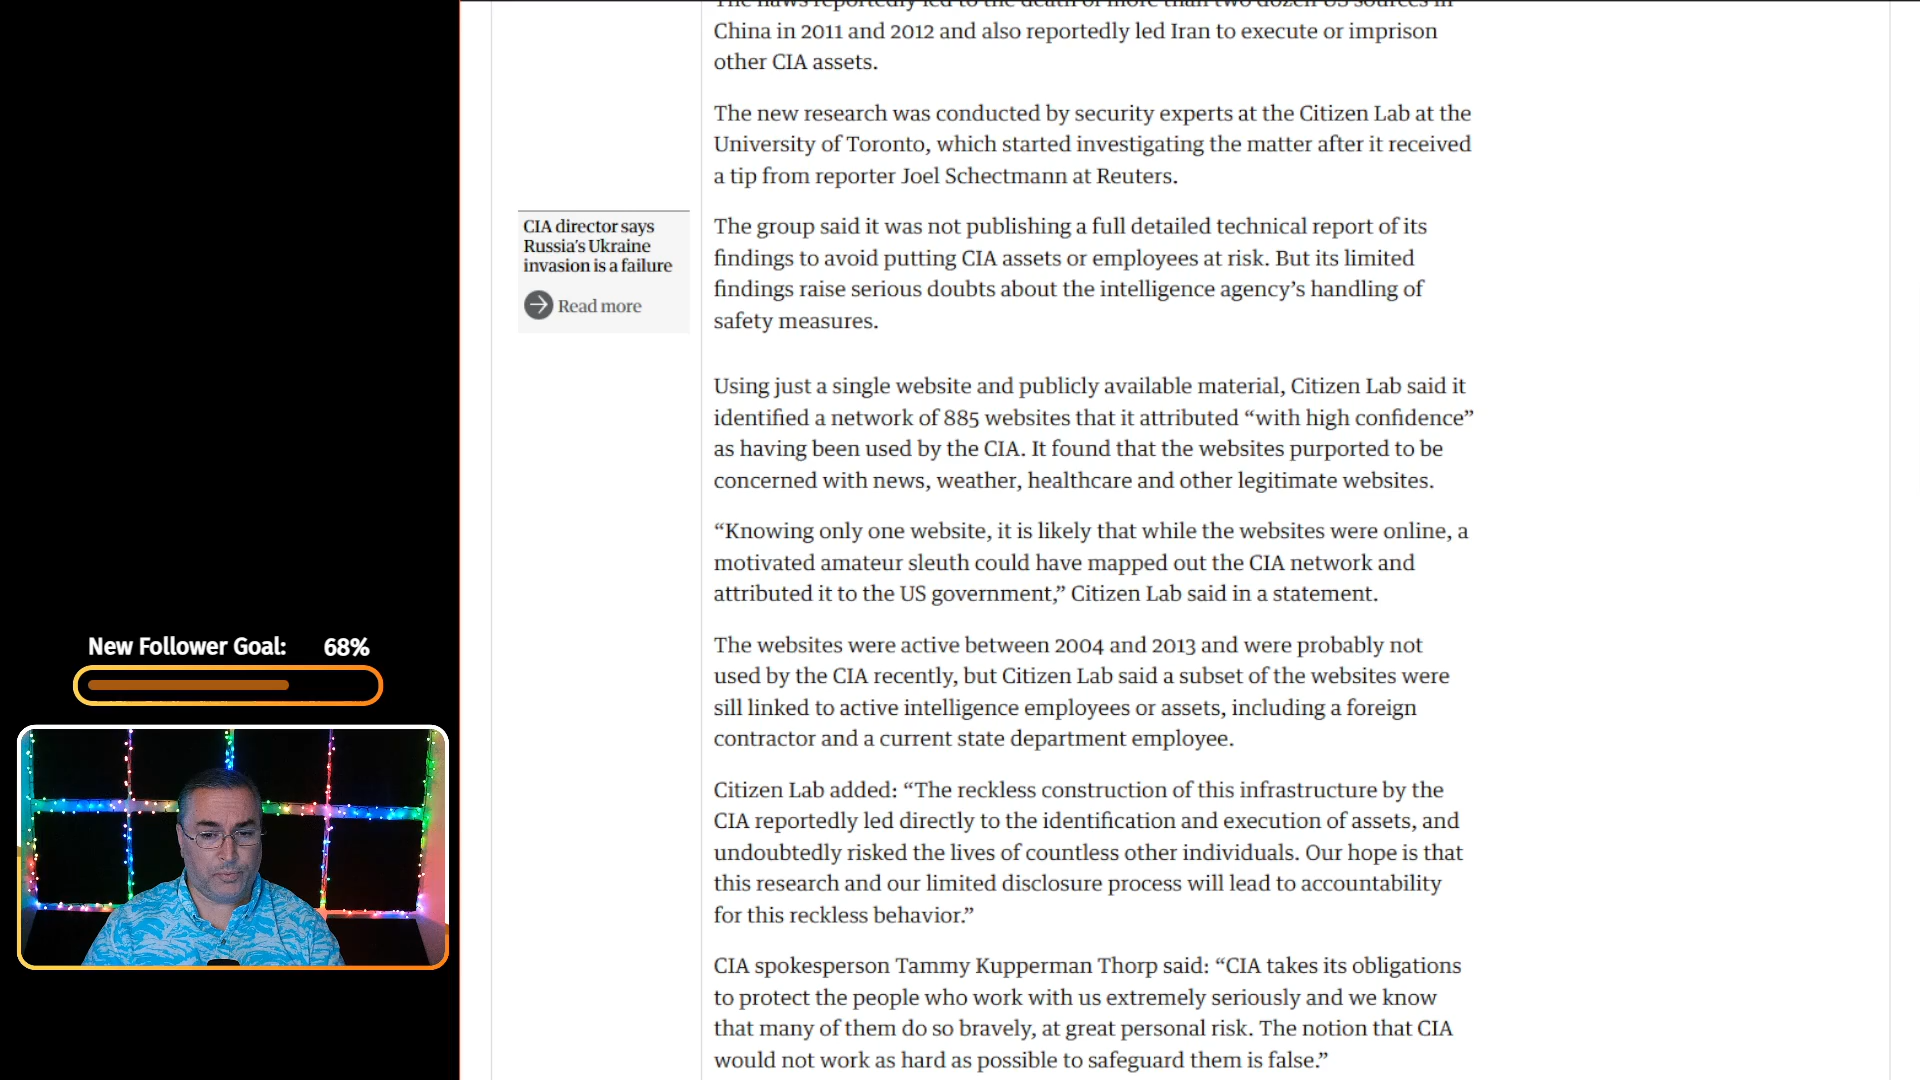 The flaws reportedly led to the death of more than two dozen US sources in
China in 2011 and 2012 and also reportedly led Iran to execute or imprison
other CIA assets.
The new research was conducted by security experts at the Citizen Lab at the
University of Toronto, which started investigating the matter after it received
a tip from reporter Joel Schectmann at Reuters.
CIA director says
Russia's Ukraine
invasion is a failure
Read more
The group said it was not publishing a full detailed technical report of its
findings to avoid putting CIA assets or employees at risk. But its limited
findings raise serious doubts about the intelligence agency’s handling of
safety measures.
Using just a single website and publicly available material, Citizen Lab said it
identified a network of 885 websites that it attributed “with high confidence”
as having been used by the CIA. It found that the websites purported to be
concerned with news, weather, healthcare and other legitimate websites.
“Knowing only one website, it is likely that while the websites were online, a
motivated amateur sleuth could have mapped out the CIA network and
attributed it to the US government,” Citizen Lab said in a statement.
The websites were active between 2004 and 2013 and were probably not
used by the CIA recently, but Citizen Lab said a subset of the websites were
sill linked to active intelligence employees or assets, including a foreign
contractor and a current state department employee.
Citizen Lab added: “The reckless construction of this infrastructure by the
CIA reportedly led directly to the identification and execution of assets, and
undoubtedly risked the lives of countless other individuals. Our hope is that
this research and our limited disclosure process will lead to accountability
for this reckless behavior.”
CIA spokesperson Tammy Kupperman Thorp said: “CIA takes its obligations
to protect the people who work with us extremely seriously and we know
that many of them do so bravely, at great personal risk. The notion that CIA
would not work as hard as possible to safeguard them is false.”
New Follower Goal: 68%